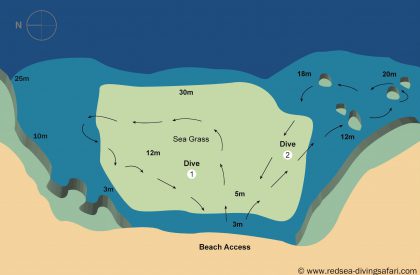 N
25m
18m
20m
30m
10m
Sea Grass
12m
Dive
1
Dive
2
12m
3m
5m
3m
Beach Access
© www.redsea-divingsafari.com